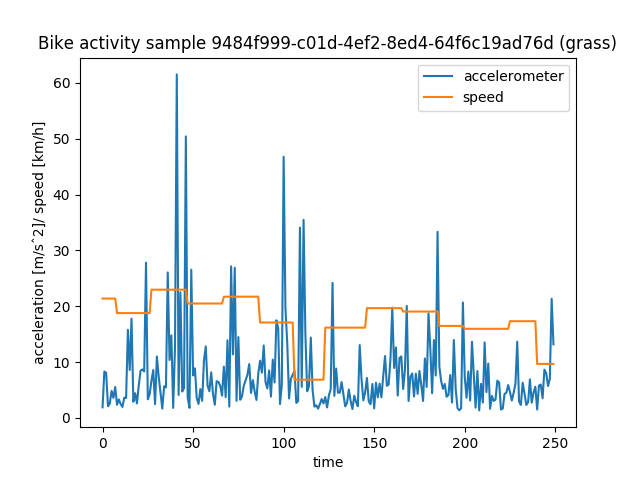 Bike activity sample 9484f999-c01d-4ef2-8ed4-64f6c19ad76d (grass)
accelerometer
speed
acceleration [m/s^2]/ speed [km/h]
60
50
40
30
20
10
0
0 50 100 150 200 250
time